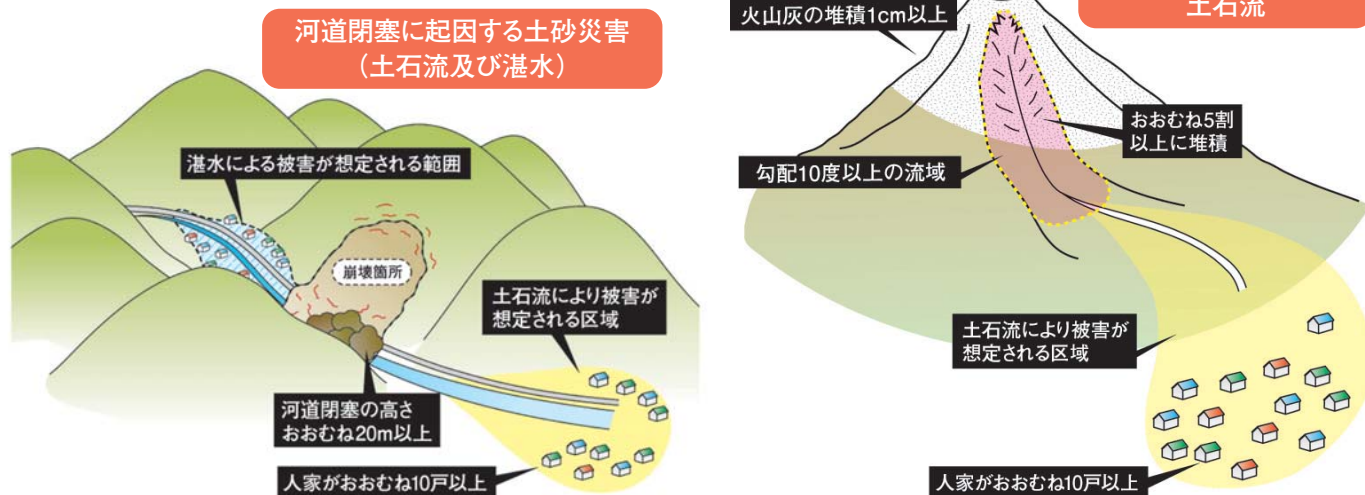 河道閉塞に起因する土砂災害
（土石流及び湛水）
湛水による被害が想定される範囲
崩壊箇所
土石流により被害が
想定される区域
河道閉塞の高さ
おおむね20m以上
人家がおおむね10戸以上
土石流
火山灰の堆積1cm以上
おおむね5割
以上に堆積
勾配10度以上の流域
土石流により被害が
想定される区域
人家がおおむね10戸以上